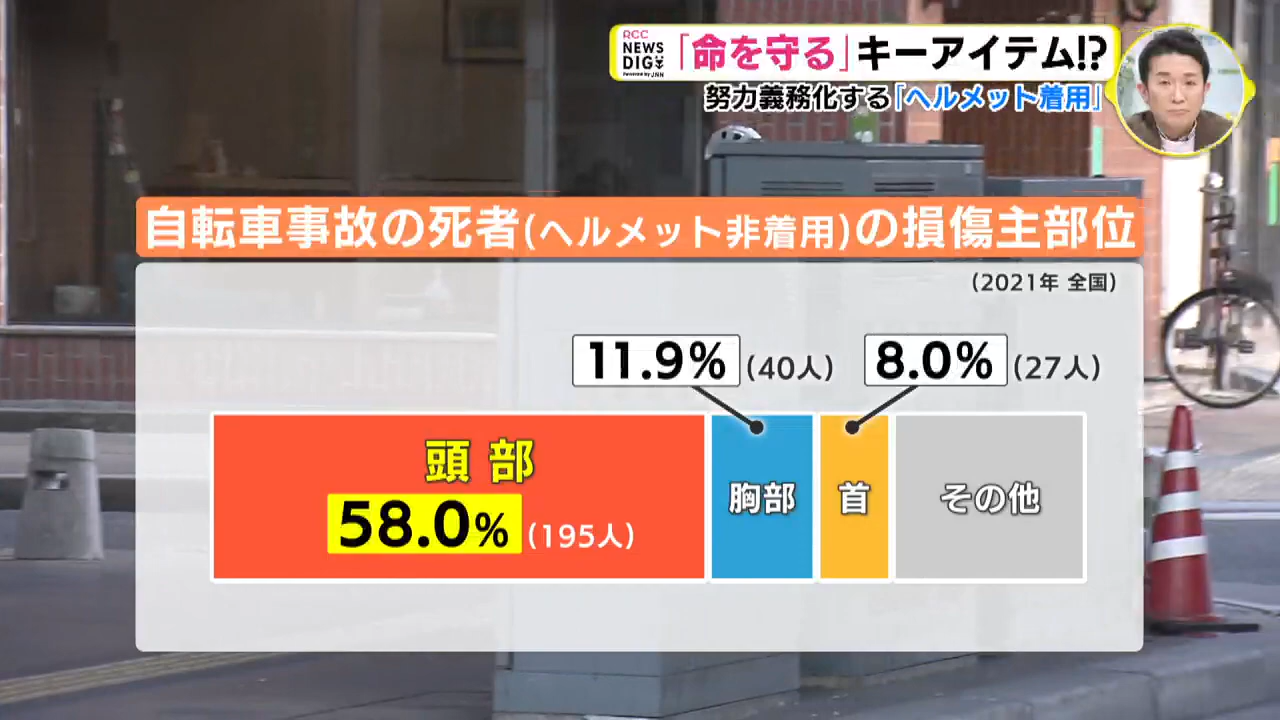 RCC
NEWS
DIG
Powered by JNN
「命を守る」キーアイテム!?
努力義務化する「ヘルメット着用」
自転車事故の死者(ヘルメット非着用)の損傷主部位
(2021年 全国)
11.9% (40人) 8.0% (27人)
頭部
58.0% (195人)
胸部 首 その他